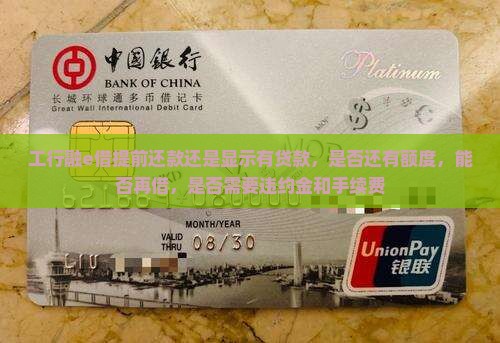 中國銀行
BANK OF CHINA
Platinum
长城环球通多币借记卡
Great Wall International Debit Card
工行融e借提前还款还是显示有贷款，是否还有额度，能
否再借，是否需要违约金和手续费
MONTH/YEAR
VALID THRU 08/30
UnionPay
银联